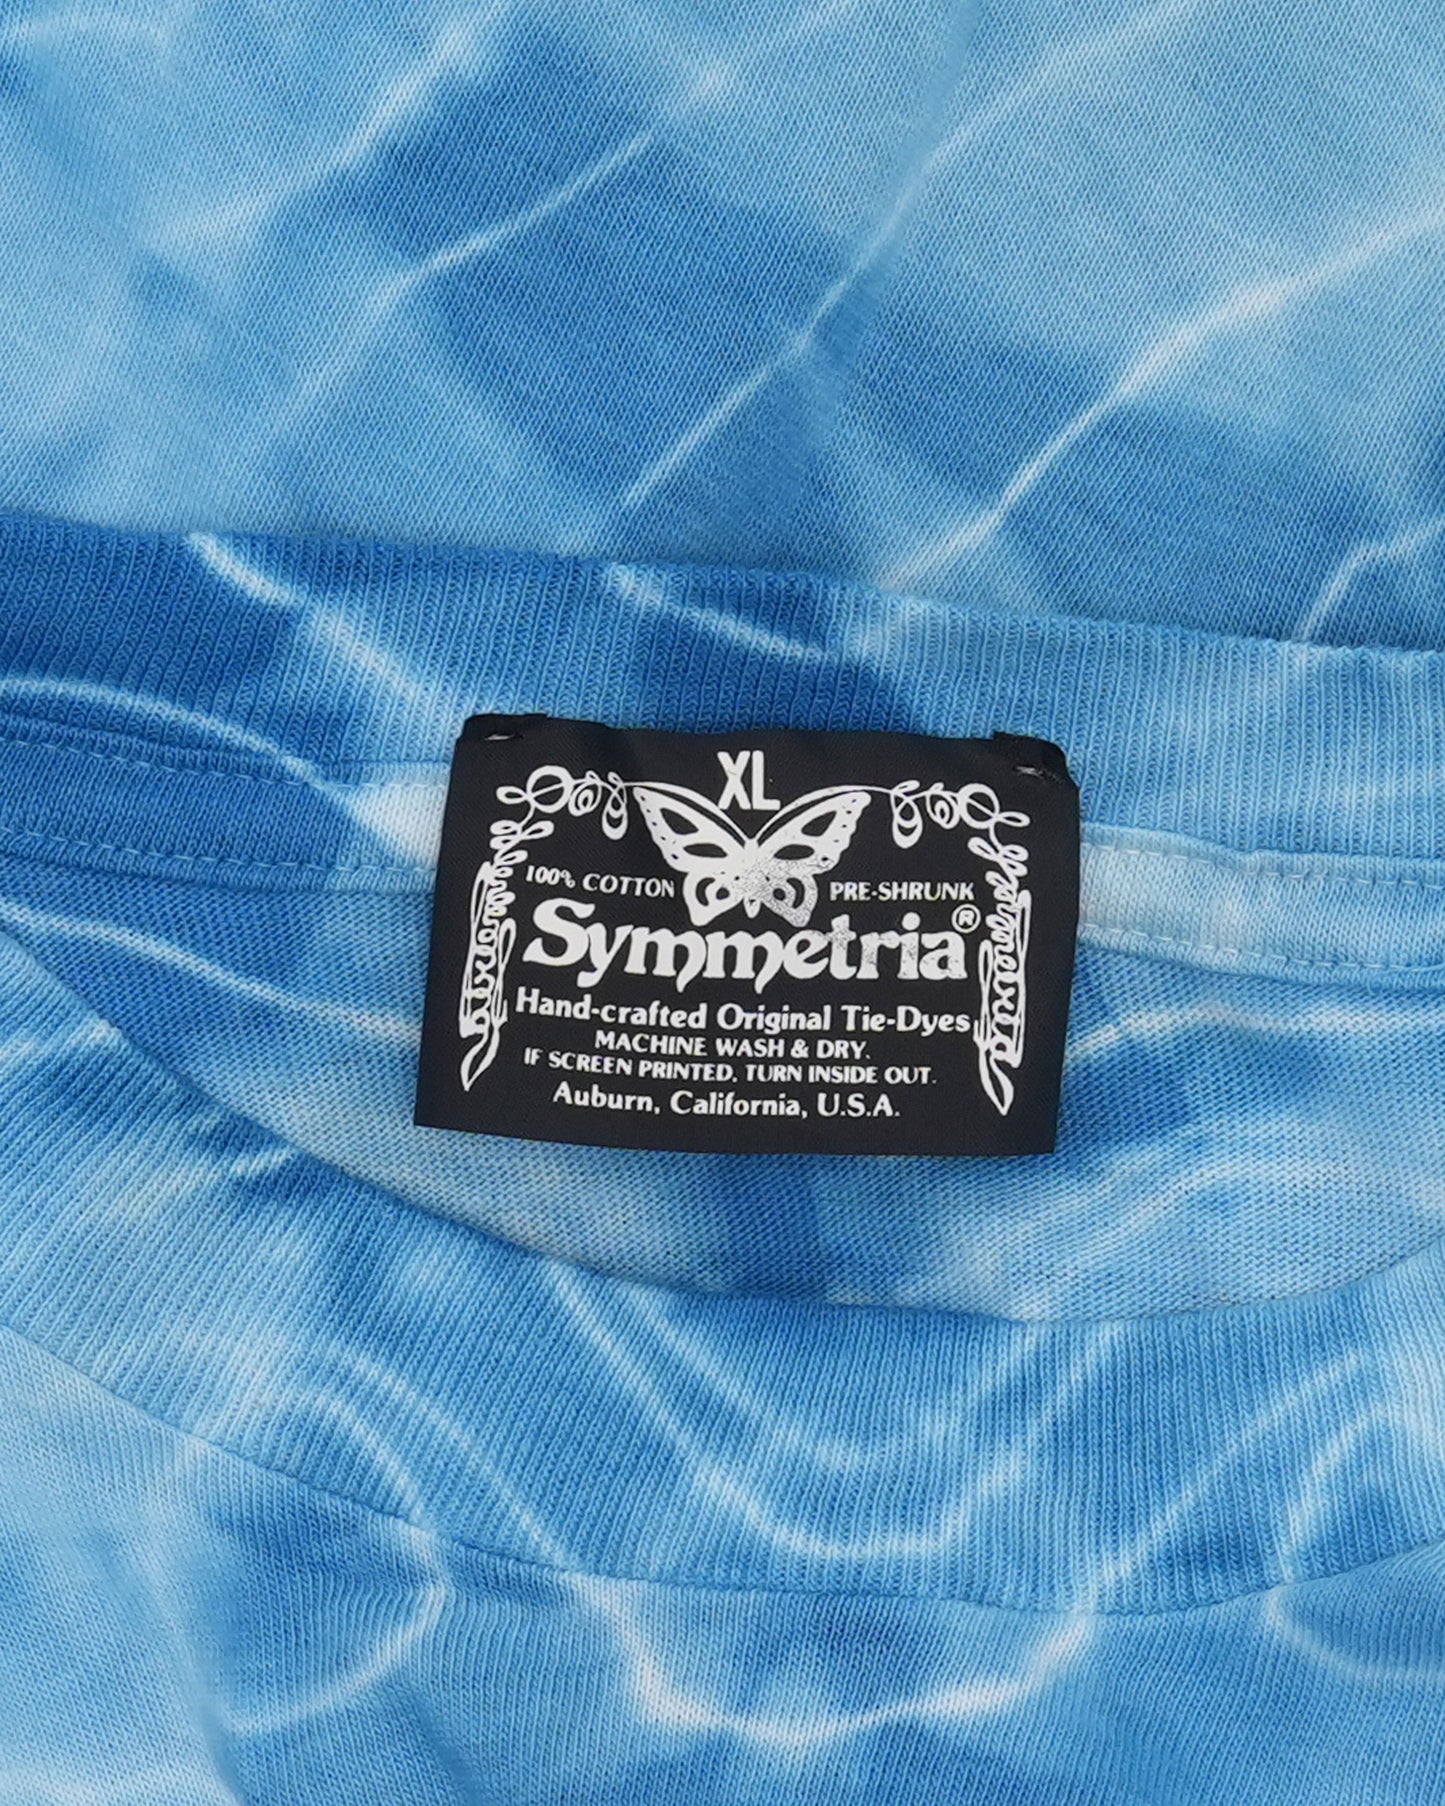 XL
100% COTTON PRE-SHRUNK
Symmetria®
Hand-crafted Original Tie-Dyes
MACHINE WASH & DRY.
IF SCREEN PRINTED, TURN INSIDE OUT.
Auburn, California, U.S.A.